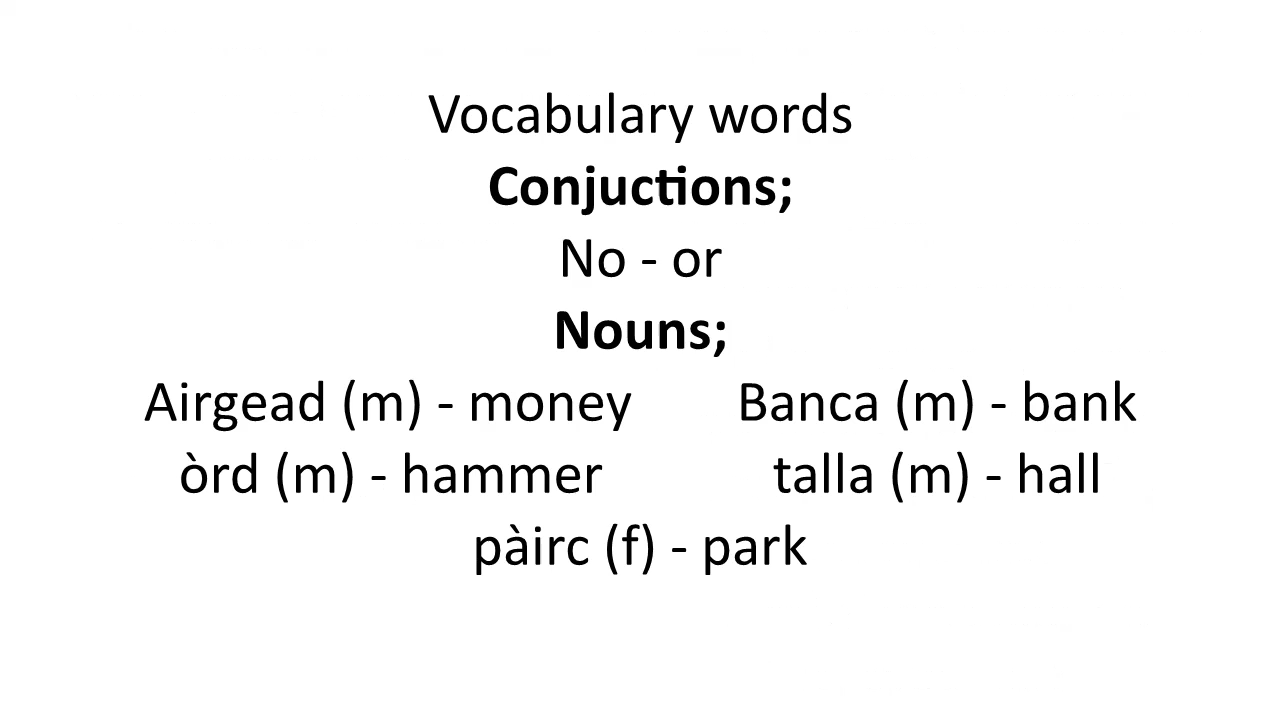 Vocabulary words
Conjuctions;
No - or
Nouns;
Airgead (m) - money Banca (m) - bank
òrd (m) - hammer talla (m) - hall
pàirc (f) - park